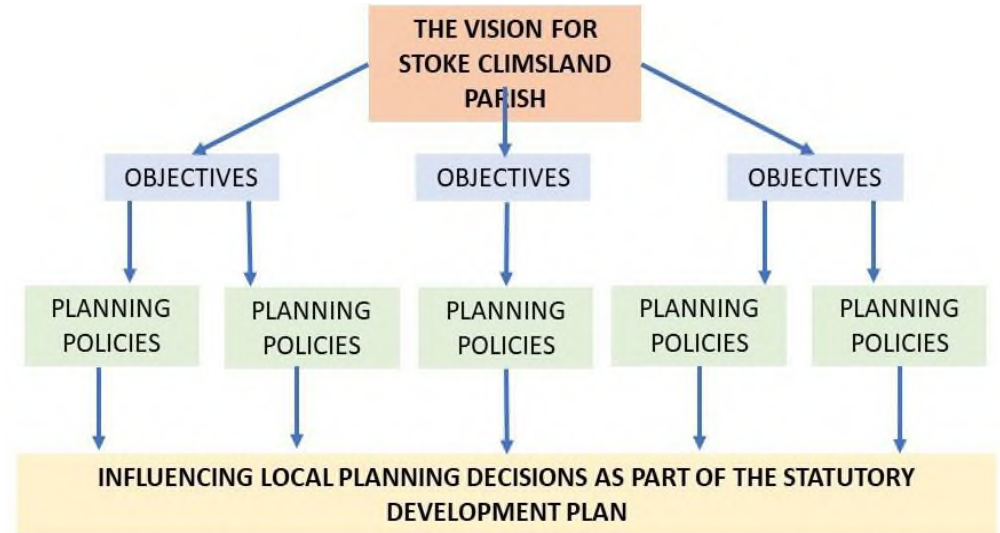 THE VISION FOR
STOKE CLIMSLAND
PARISH
OBJECTIVES
OBJECTIVES
OBJECTIVES
PLANNING
POLICIES
PLANNING
POLICIES
PLANNING
POLICIES
PLANNING
POLICIES
PLANNING
POLICIES
INFLUENCING LOCAL PLANNING DECISIONS AS PART OF THE STATUTORY
DEVELOPMENT PLAN